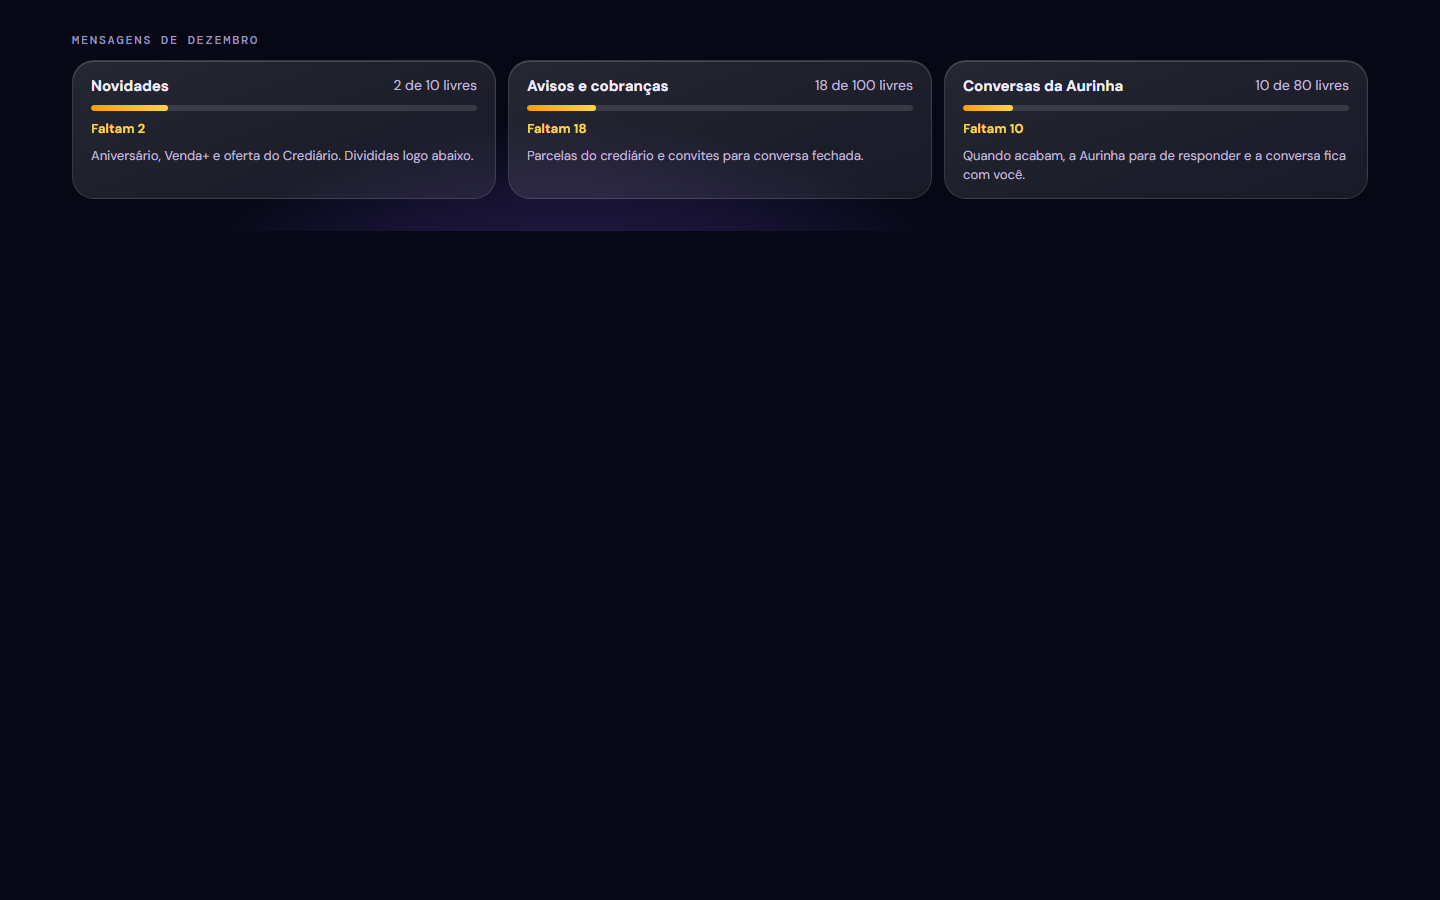 MENSAGENS DE DEZEMBRO
Novidades
2 de 10 livres
Faltam 2
Aniversário, Venda+ e oferta do Crediário. Divididas logo abaixo.
Avisos e cobranças
18 de 100 livres
Faltam 18
Parcelas do crediário e convites para conversa fechada.
Conversas da Aurinha
10 de 80 livres
Faltam 10
Quando acabam, a Aurinha para de responder e a conversa fica
com você.